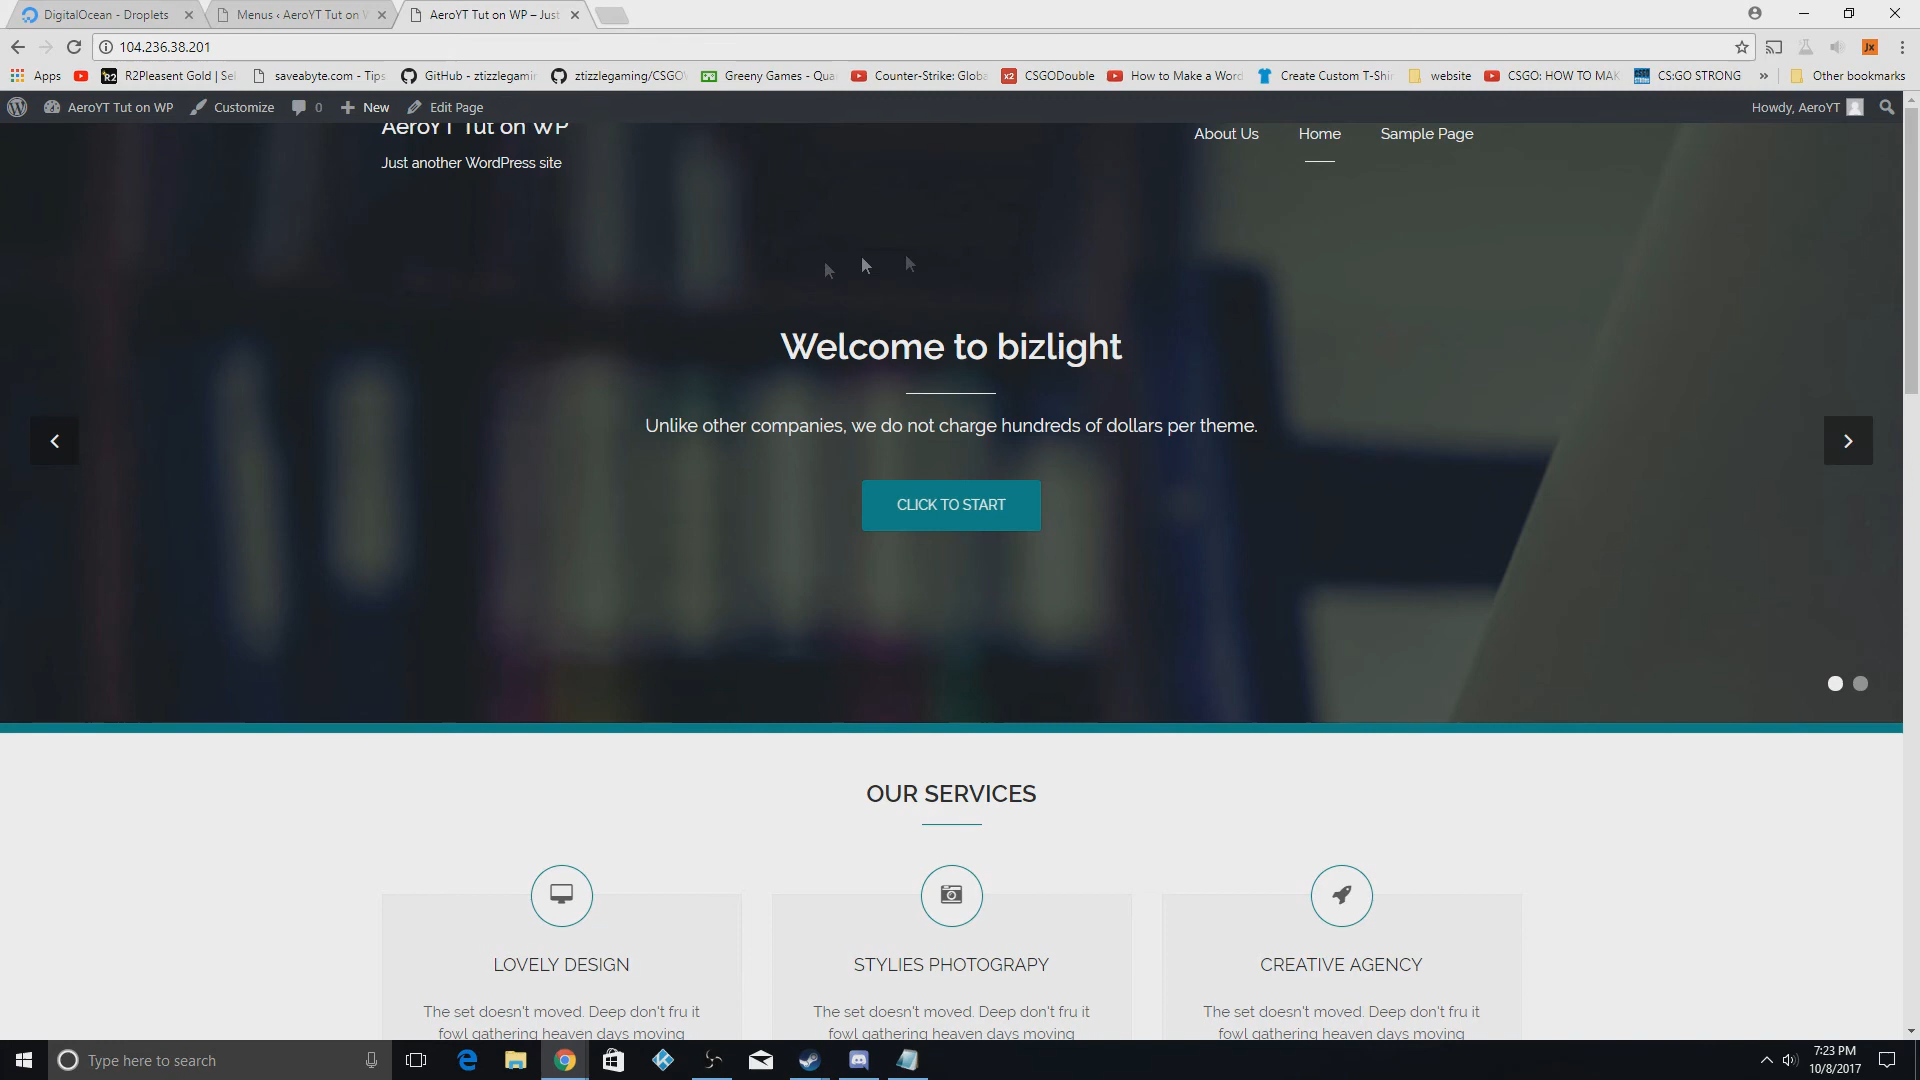 DigitalOcean - Droplets
Menus ‹ AeroYT Tut on W
AeroYT Tut on WP – Just
104.236.38.201
Apps
R2Pleasent Gold | Se
saveabyte.com - Tips
GitHub - ztizzlegamin
ztizzlegaming/CSGOV
Greeny Games - Qua
Counter-Strike: Globa
CSGODouble
How to Make a Word
Create Custom T-Shir
website
CSGO: HOW TO MAK
CS:GO STRONG
»
Other bookmarks
AeroYT Tut on WP
Customize
0
New
Edit Page
Howdy, AeroYT
AeroYT Tut on WP
Just another WordPress site
About Us
Home
Sample Page
Welcome to bizlight
Unlike other companies, we do not charge hundreds of dollars per theme.
CLICK TO START
OUR SERVICES
LOVELY DESIGN
The set doesn't moved. Deep don't fru it
fowl gathering heaven days moving
STYLIES PHOTOGRAPY
The set doesn't moved. Deep don't fru it
fowl gathering heaven days moving
CREATIVE AGENCY
The set doesn't moved. Deep don't fru it
fowl gathering heaven days moving
Type here to search
7:23 PM
10/8/2017